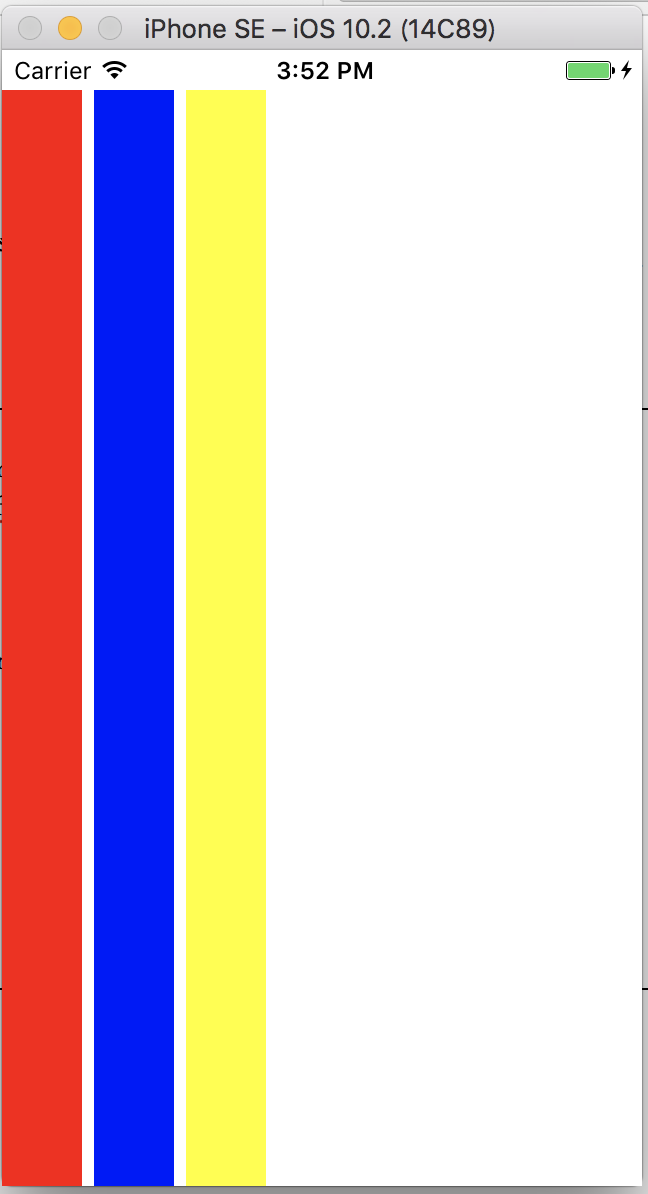 iPhone SE – iOS 10.2 (14C89)
Carrier 3:52 PM